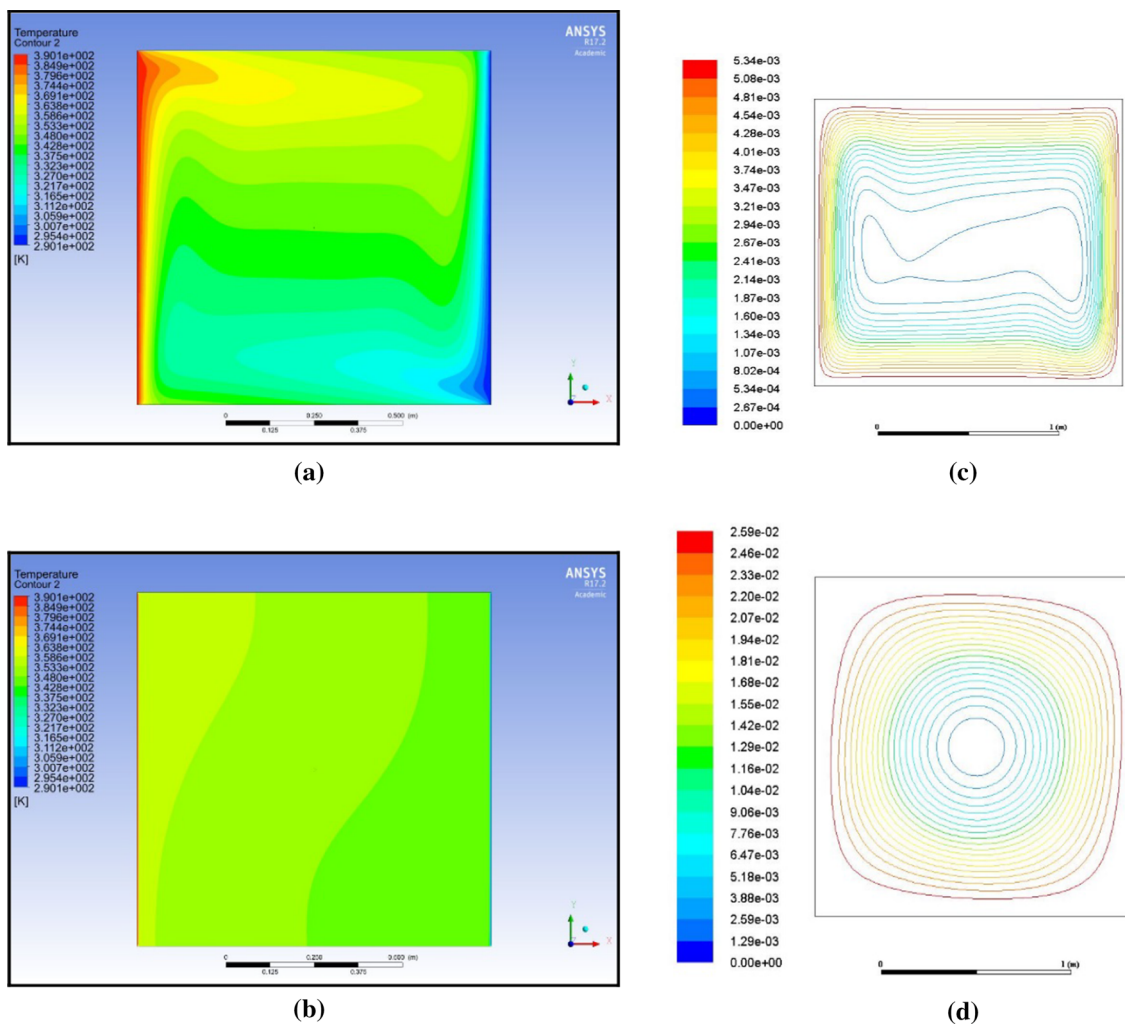 Temperature
Contour 2
3.901e+002
3.849e+002
3.796e+002
3.744e+002
3.691e+002
3.638e+002
3.586e+002
3.533e+002
3.480e+002
3.428e+002
3.375e+002
3.323e+002
3.270e+002
3.217e+002
3.165e+002
3.112e+002
3.059e+002
3.007e+002
2.954e+002
2.901e+002
[K]
ANSYS
R17.2
Academic
Y
X
Z
0 0.250 0.500 (m)
0.125 0.375
(a)
5.34e-03
5.08e-03
4.81e-03
4.54e-03
4.28e-03
4.01e-03
3.74e-03
3.47e-03
3.21e-03
2.94e-03
2.67e-03
2.41e-03
2.14e-03
1.87e-03
1.60e-03
1.34e-03
1.07e-03
8.02e-04
5.34e-04
2.67e-04
0.00e+00
0 1 (m)
(c)
Temperature
Contour 2
3.901e+002
3.849e+002
3.796e+002
3.744e+002
3.691e+002
3.638e+002
3.586e+002
3.533e+002
3.480e+002
3.428e+002
3.375e+002
3.323e+002
3.270e+002
3.217e+002
3.165e+002
3.112e+002
3.059e+002
3.007e+002
2.954e+002
2.901e+002
[K]
ANSYS
R17.2
Academic
Y
X
Z
0 0.250 0.500 (m)
0.125 0.375
(b)
2.59e-02
2.46e-02
2.33e-02
2.20e-02
2.07e-02
1.94e-02
1.81e-02
1.68e-02
1.55e-02
1.42e-02
1.29e-02
1.16e-02
1.04e-02
9.06e-03
7.76e-03
6.47e-03
5.18e-03
3.88e-03
2.59e-03
1.29e-03
0.00e+00
0 1 (m)
(d)